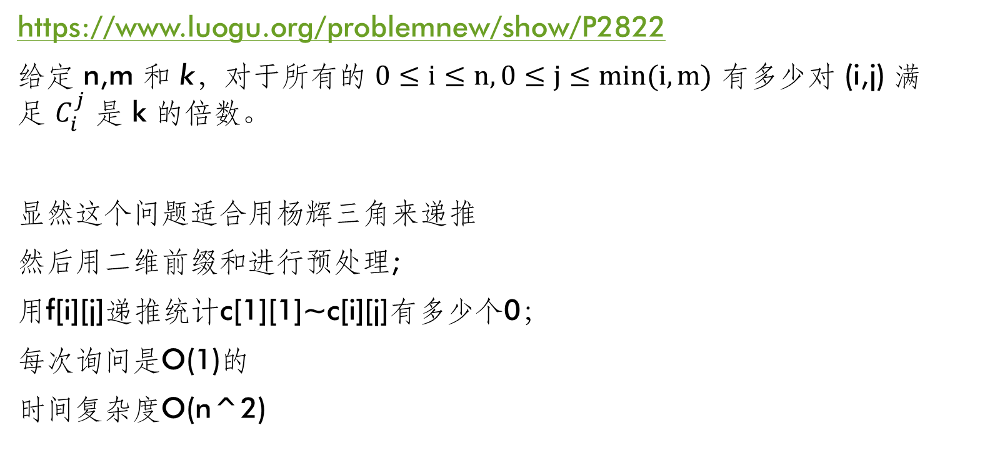 https://www.luogu.org/problemnew/show/P2822
给定 n,m 和 k，对于所有的 0 ≤ i ≤ n, 0 ≤ j ≤ min(i, m) 有多少对 (i,j) 满
足 C_i^j 是 k 的倍数。
显然这个问题适合用杨辉三角来递推
然后用二维前缀和进行预处理;
用f[i][j]递推统计c[1][1]~c[i][j]有多少个0；
每次询问是O(1)的
时间复杂度O(n^2)